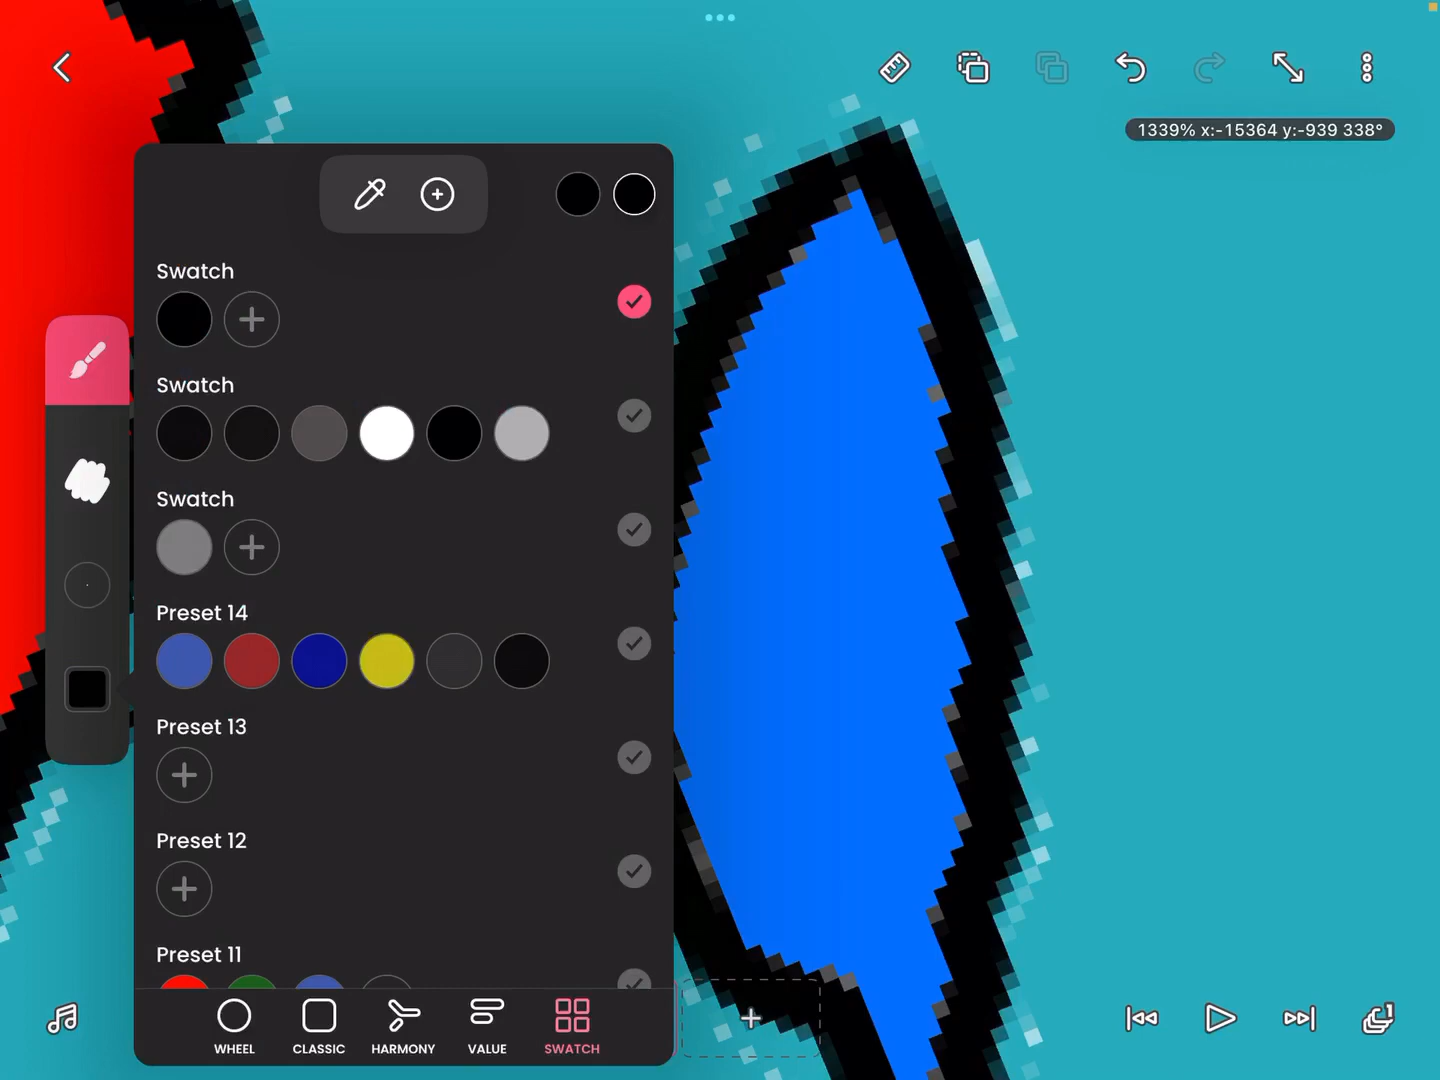 1339% x:-15364 y:-939 338°
Swatch
Swatch
Swatch
Preset 14
Preset 13
Preset 12
Preset 11
WHEEL CLASSIC HARMONY VALUE SWATCH
1